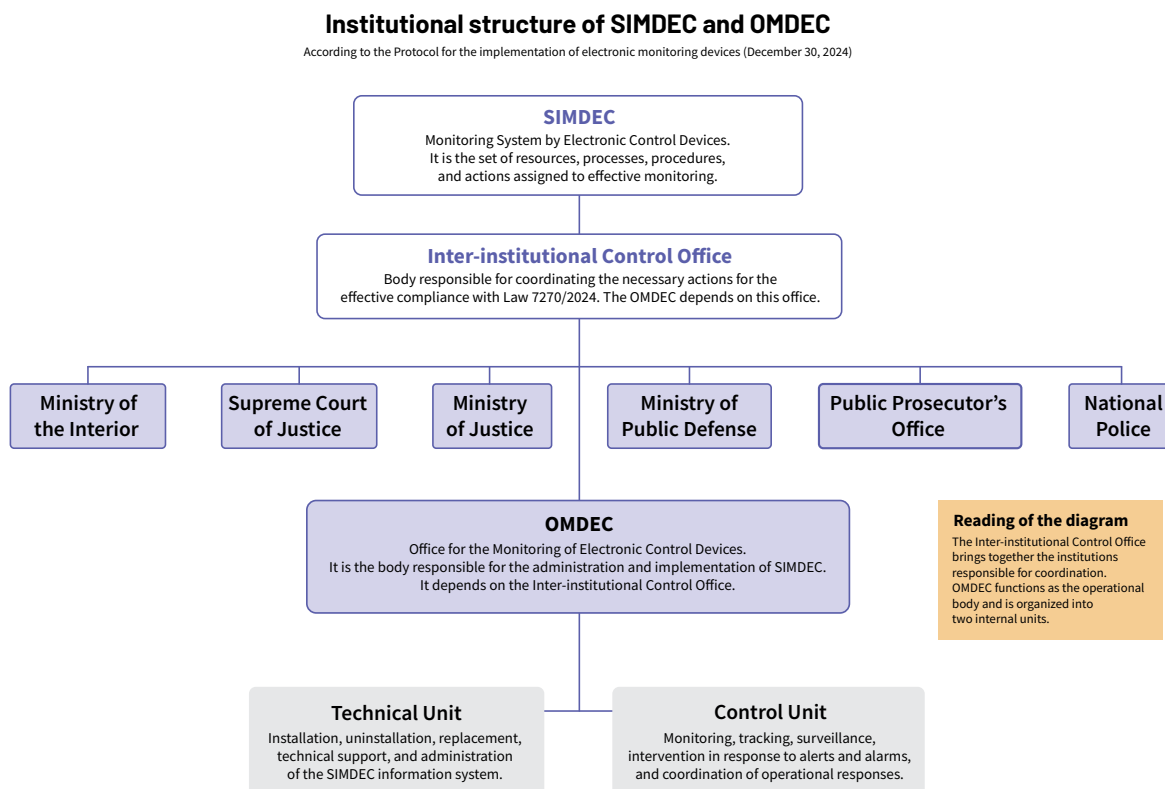 Institutional structure of SIMDEC and OMDEC
According to the Protocol for the implementation of electronic monitoring devices (December 30, 2024)
SIMDEC
Monitoring System by Electronic Control Devices.
It is the set of resources, processes, procedures,
and actions assigned to effective monitoring.
Inter-institutional Control Office
Body responsible for coordinating the necessary actions for the
effective compliance with Law 7270/2024. The OMDEC depends on this office.
Ministry of
the Interior
Supreme Court
of Justice
Ministry
of Justice
Ministry of
Public Defense
Public Prosecutor’s
Office
National
Police
OMDEC
Office for the Monitoring of Electronic Control Devices.
It is the body responsible for the administration and implementation of SIMDEC.
It depends on the Inter-institutional Control Office.
Reading of the diagram
The Inter-institutional Control Office
brings together the institutions
responsible for coordination.
OMDEC functions as the operational
body and is organized into
two internal units.
Technical Unit
Installation, uninstallation, replacement,
technical support, and administration
of the SIMDEC information system.
Control Unit
Monitoring, tracking, surveillance,
intervention in response to alerts and alarms,
and coordination of operational responses.